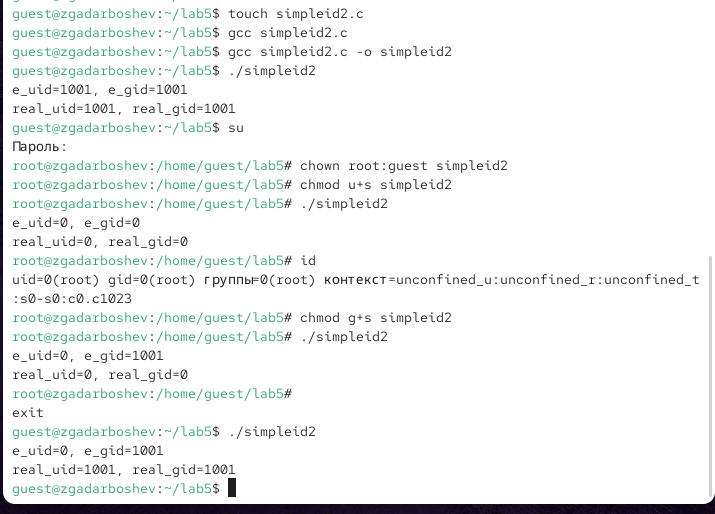 guest@zgadarboshev:~/lab5$ touch simpleid2.c
guest@zgadarboshev:~/lab5$ gcc simpleid2.c
guest@zgadarboshev:~/lab5$ gcc simpleid2.c -o simpleid2
guest@zgadarboshev:~/lab5$ ./simpleid2
e_uid=1001, e_gid=1001
real_uid=1001, real_gid=1001
guest@zgadarboshev:~/lab5$ su
Пароль:
root@zgadarboshev:/home/guest/lab5# chown root:guest simpleid2
root@zgadarboshev:/home/guest/lab5# chmod u+s simpleid2
root@zgadarboshev:/home/guest/lab5# ./simpleid2
e_uid=0, e_gid=0
real_uid=0, real_gid=0
root@zgadarboshev:/home/guest/lab5# id
uid=0(root) gid=0(root) группы=0(root) контекст=unconfined_u:unconfined_r:unconfined_t
:s0-s0:c0.c1023
root@zgadarboshev:/home/guest/lab5# chmod g+s simpleid2
root@zgadarboshev:/home/guest/lab5# ./simpleid2
e_uid=0, e_gid=1001
real_uid=0, real_gid=0
root@zgadarboshev:/home/guest/lab5#
exit
guest@zgadarboshev:~/lab5$ ./simpleid2
e_uid=0, e_gid=1001
real_uid=1001, real_gid=1001
guest@zgadarboshev:~/lab5$